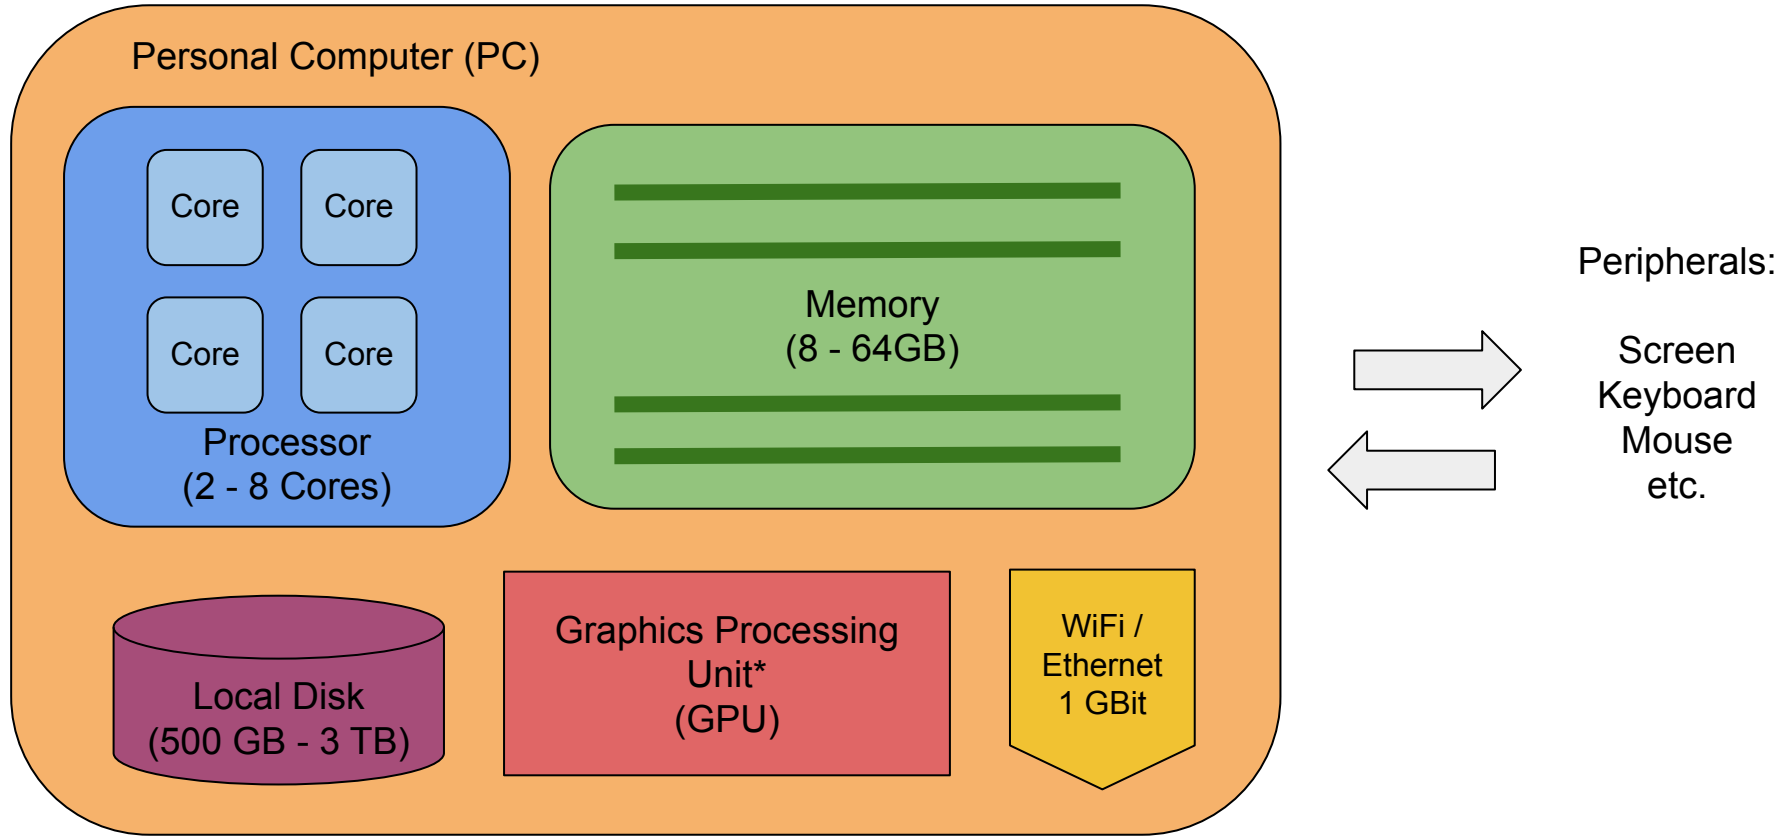 Personal Computer (PC)
Core
Core
Core
Core
Processor
(2 - 8 Cores)
Memory
(8 - 64GB)
Local Disk
(500 GB - 3 TB)
Graphics Processing
Unit*
(GPU)
WiFi /
Ethernet
1 GBit
Peripherals:
Screen
Keyboard
Mouse
etc.